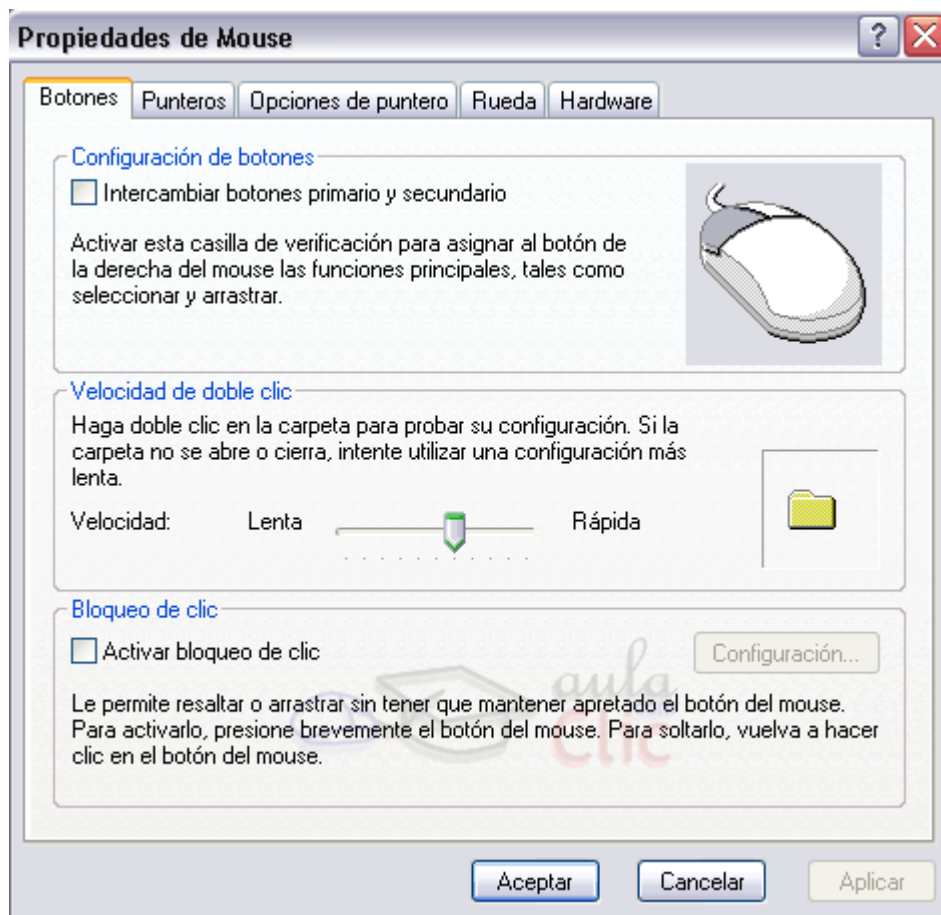 Propiedades de Mouse
?
Botones Punteros Opciones de puntero Rueda Hardware
Configuración de botones
Intercambiar botones primario y secundario
Activar esta casilla de verificación para asignar al botón de
la derecha del mouse las funciones principales, tales como
seleccionar y arrastrar.
Velocidad de doble clic
Haga doble clic en la carpeta para probar su configuración. Si la
carpeta no se abre o cierra, intente utilizar una configuración más
lenta.
Velocidad: Lenta Rápida
Bloqueo de clic
Activar bloqueo de clic
Configuración...
aula
Clic
Le permite resaltar o arrastrar sin tener que mantener apretado el botón del mouse.
Para activarlo, presione brevemente el botón del mouse. Para soltarlo, vuelva a hacer
clic en el botón del mouse.
Aceptar Cancelar Aplicar